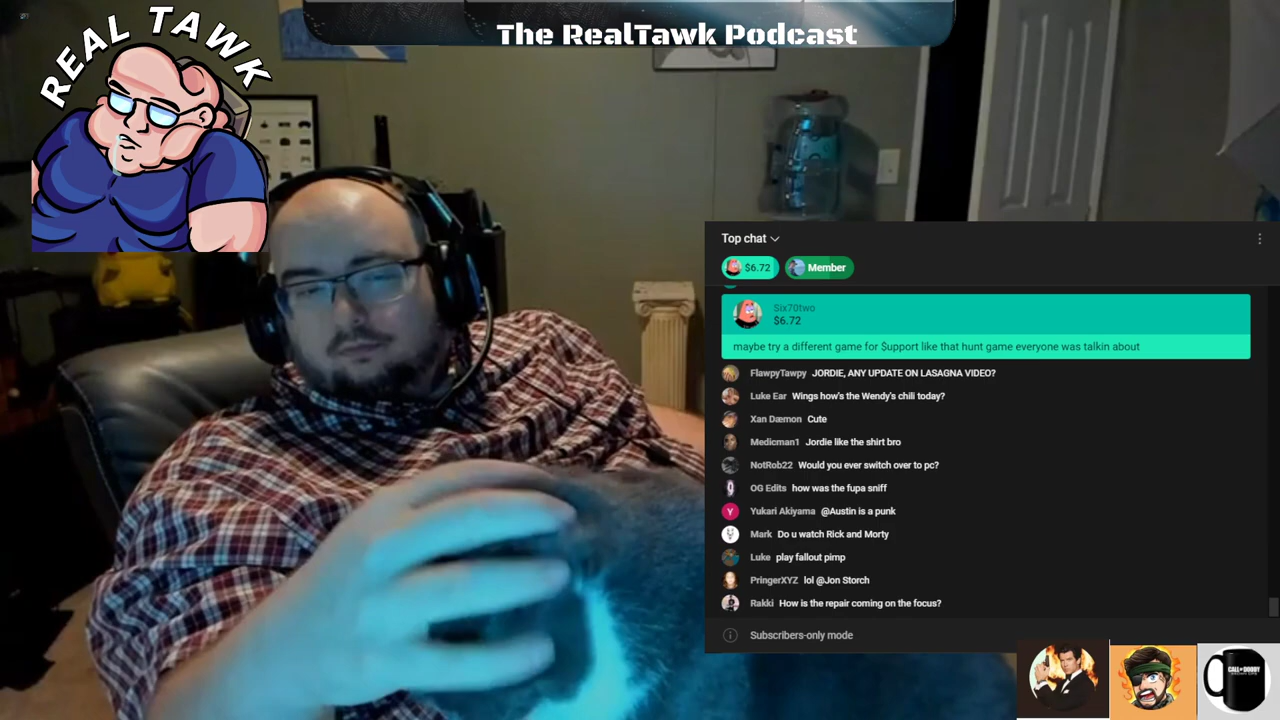 REAL TAWK
The RealTawk Podcast
Top chat
$6.72
Member
Six70two
$6.72
maybe try a different game for $upport like that hunt game everyone was talkin about
FlawpyTawpy JORDIE, ANY UPDATE ON LASAGNA VIDEO?
Luke Ear Wings how's the Wendy's chili today?
Xan Dæmon Cute
Medicman1 Jordie like the shirt bro
NotRob22 Would you ever switch over to pc?
OG Edits how was the fupa sniff
Yukari Akiyama @Austin is a punk
Y
Mark Do u watch Rick and Morty
Luke play fallout pimp
PringerXYZ lol @Jon Storch
Rakki How is the repair coming on the focus?
Subscribers-only mode